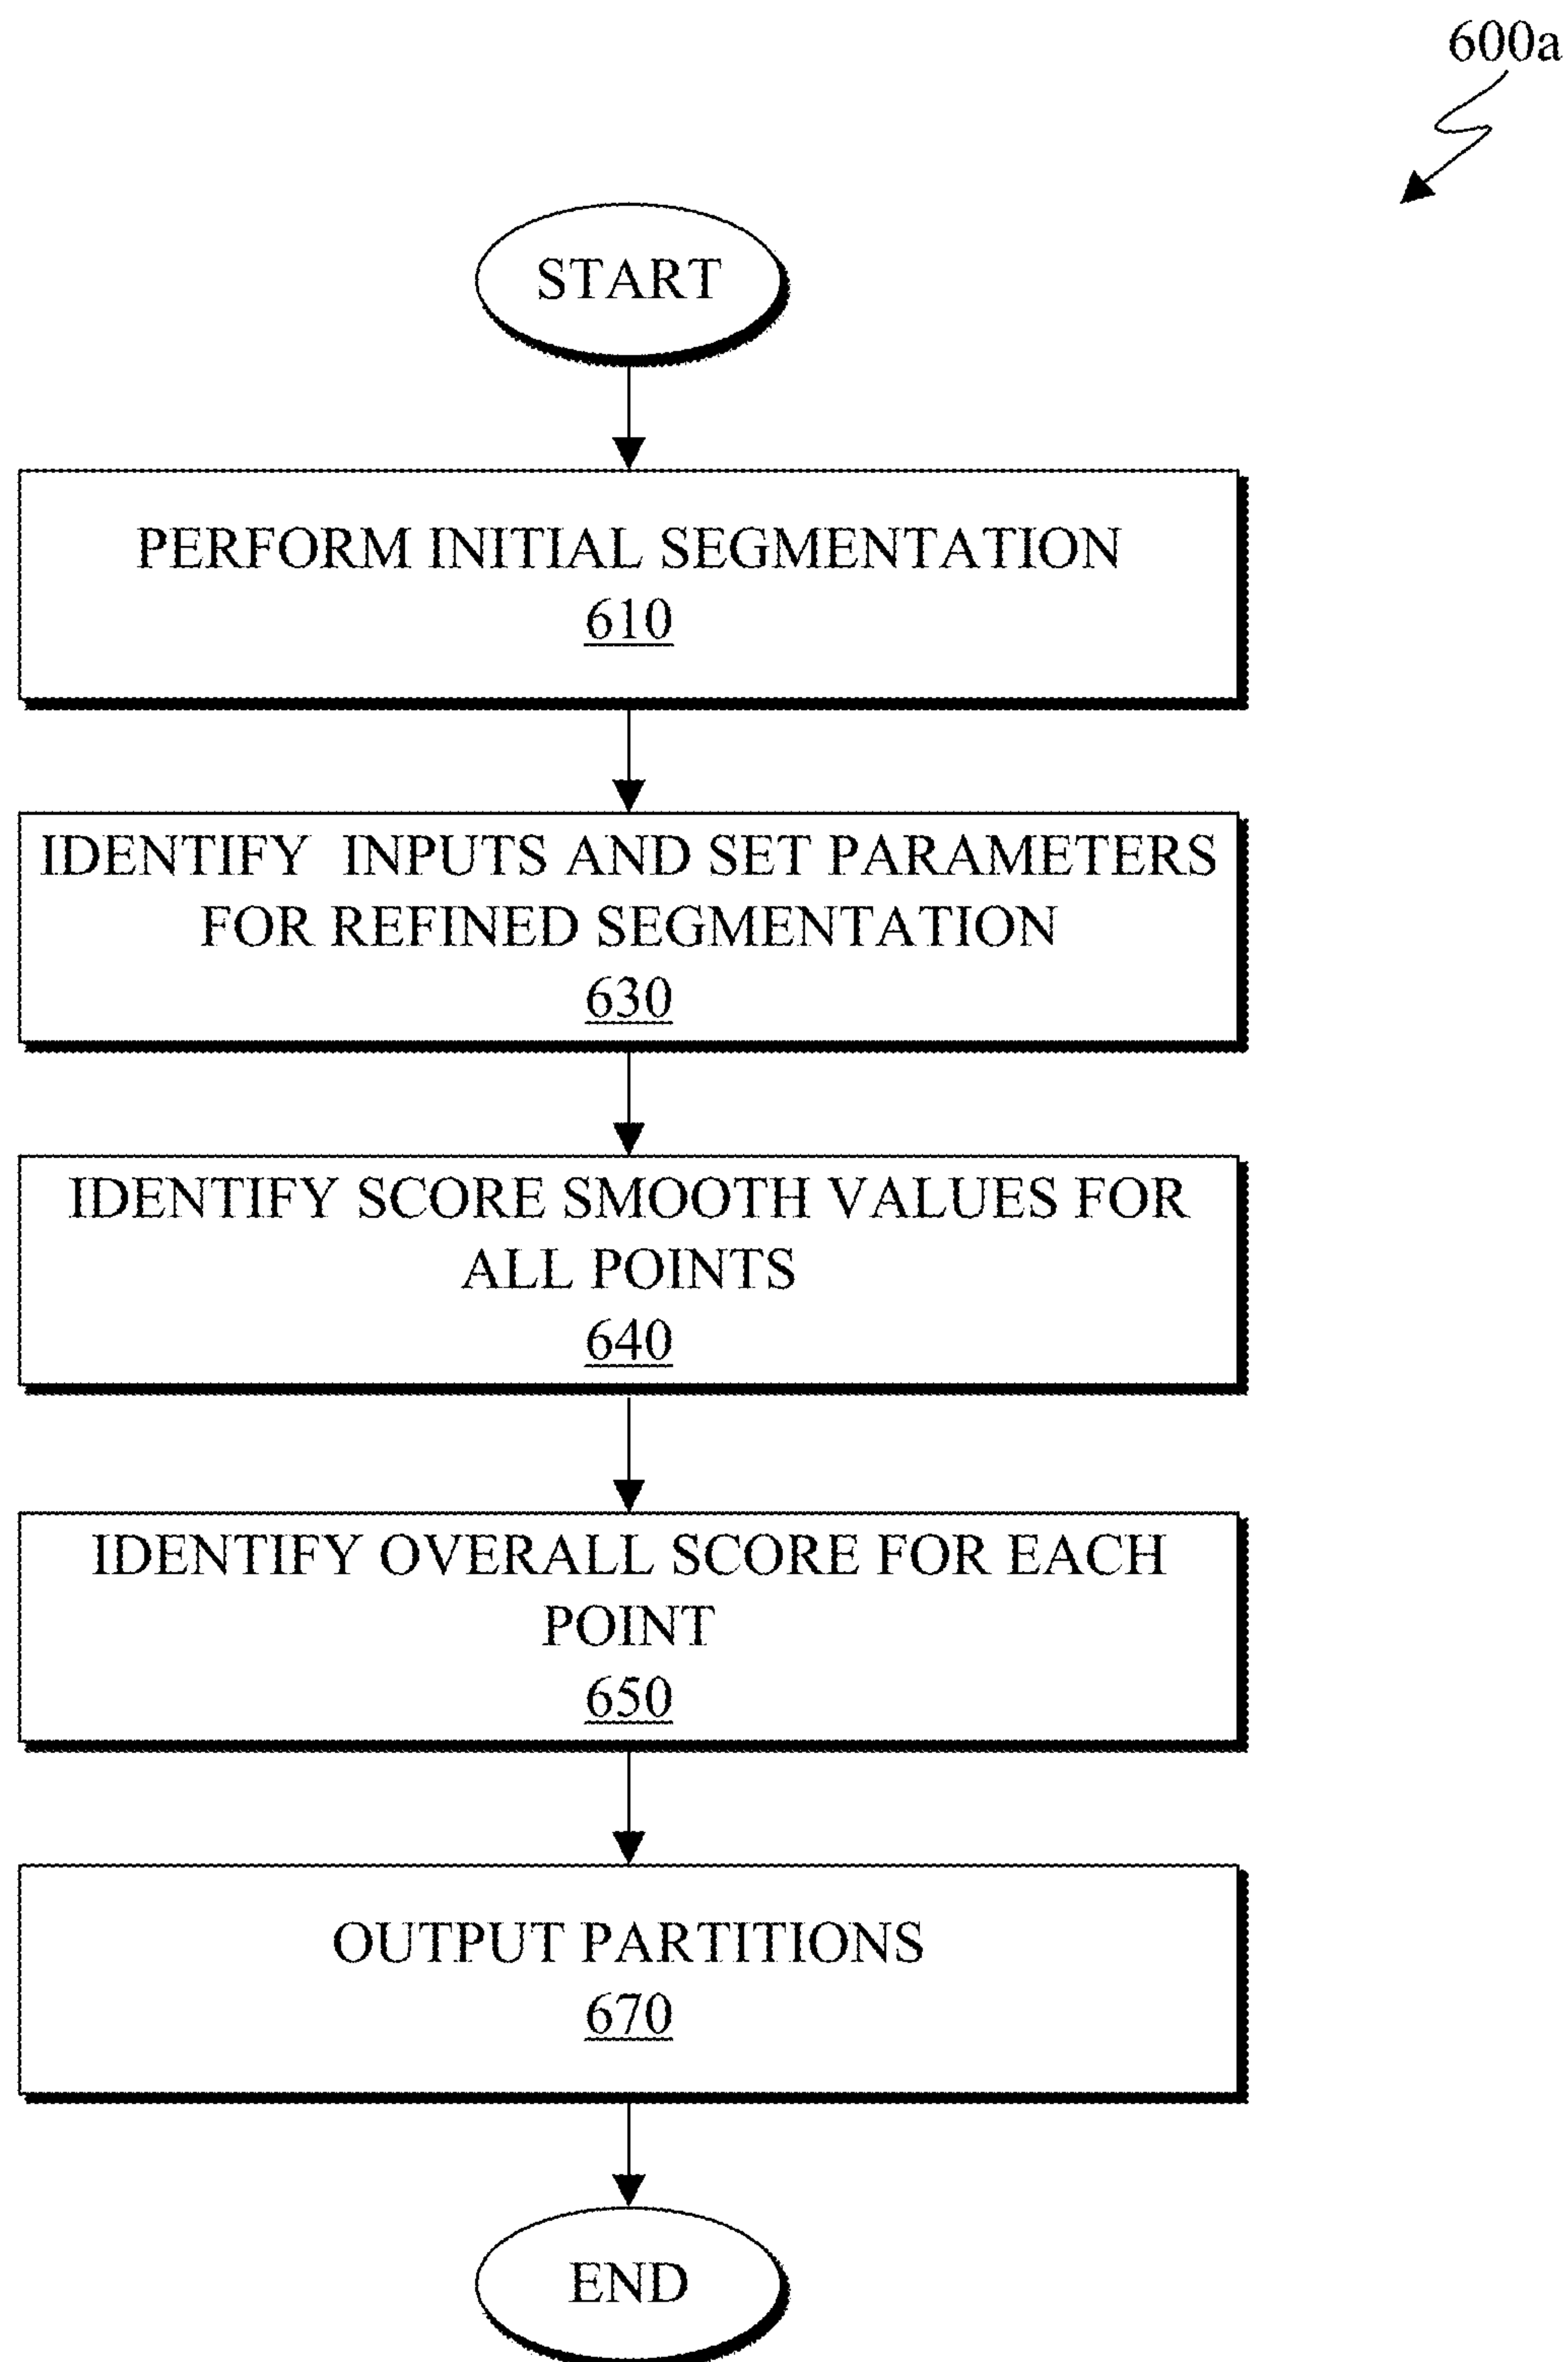 600a
START
PERFORM INITIAL SEGMENTATION
610
IDENTIFY INPUTS AND SET PARAMETERS
FOR REFINED SEGMENTATION
630
IDENTIFY SCORE SMOOTH VALUES FOR
ALL POINTS
640
IDENTIFY OVERALL SCORE FOR EACH
POINT
650
OUTPUT PARTITIONS
670
END